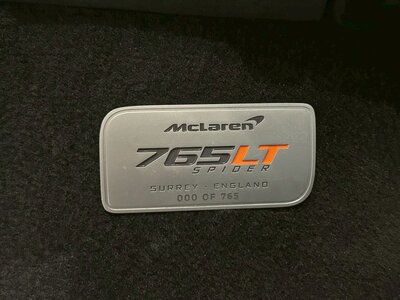 McLaren
765LT
SPIDER
SURREY - ENGLAND
000 OF 765